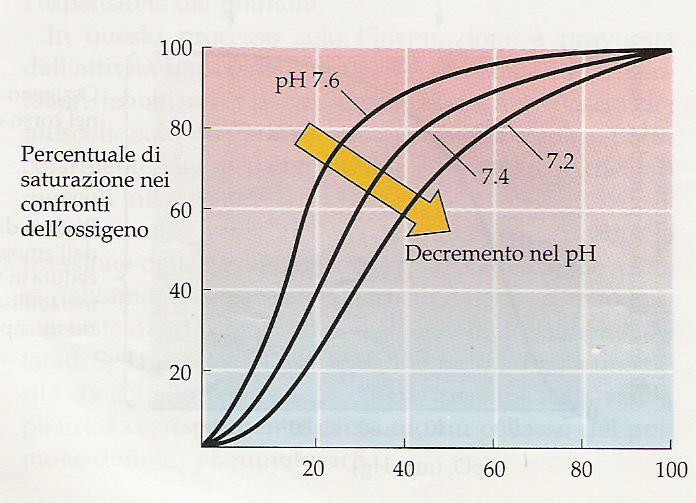 100
80
60
40
20
Percentuale di
saturazione nei
confronti
dell'ossigeno
pH 7.6
7.4
7.2
Decremento nel pH
20 40 60 80 100